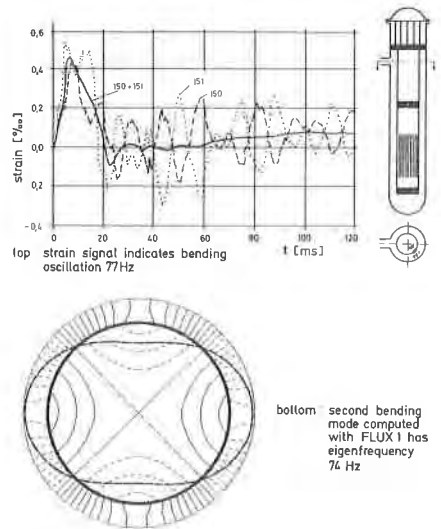 0,6
0,4
0,2
0,0
0,2
-0,4
strain [‰]
150 + 151
151
150
0
20
40
60
80
100
120
t [ms]
top strain signal indicates bending
oscillation 77Hz
bottom second bending
mode computed
with FLUX 1 has
eigenfrequency
74 Hz